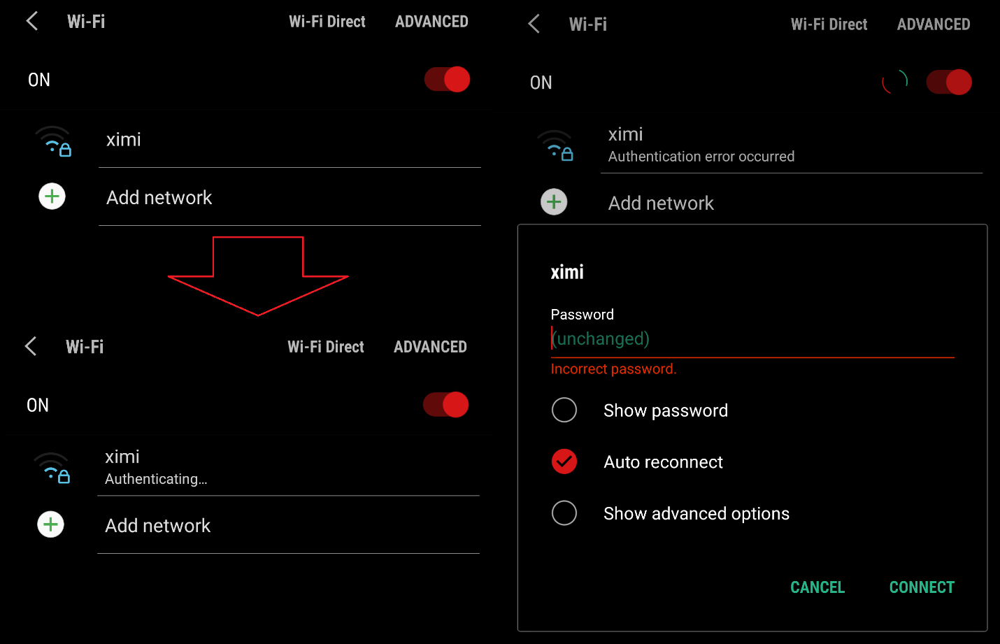 Wi-Fi Wi-Fi Direct ADVANCED
ON
ximi
Add network
Wi-Fi Wi-Fi Direct ADVANCED
ON
ximi
Authenticating...
Add network
Wi-Fi Wi-Fi Direct ADVANCED
ON
ximi
Authentication error occurred
Add network
ximi
Password
(unchanged)
Incorrect password.
Show password
Auto reconnect
Show advanced options
CANCEL CONNECT